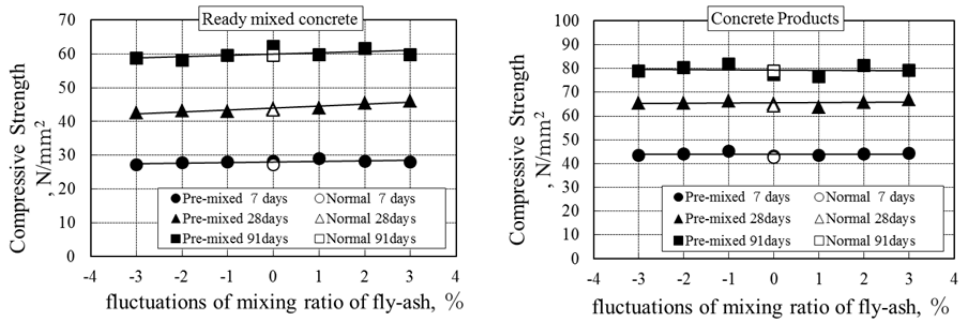 Ready mixed concrete
70
60
50
40
30
20
10
0
Compressive Strength
, N/mm²
Pre-mixed 7 days
Normal 7 days
Pre-mixed 28days
Normal 28days
Pre-mixed 91days
Normal 91days
-4 -3 -2 -1 0 1 2 3 4
fluctuations of mixing ratio of fly-ash, %
Concrete Products
100
90
80
70
60
50
40
30
20
10
0
Compressive Strength
, N/mm²
Pre-mixed 7 days
Normal 7 days
Pre-mixed 28days
Normal 28days
Pre-mixed 91days
Normal 91days
-4 -3 -2 -1 0 1 2 3 4
fluctuations of mixing ratio of fly-ash, %